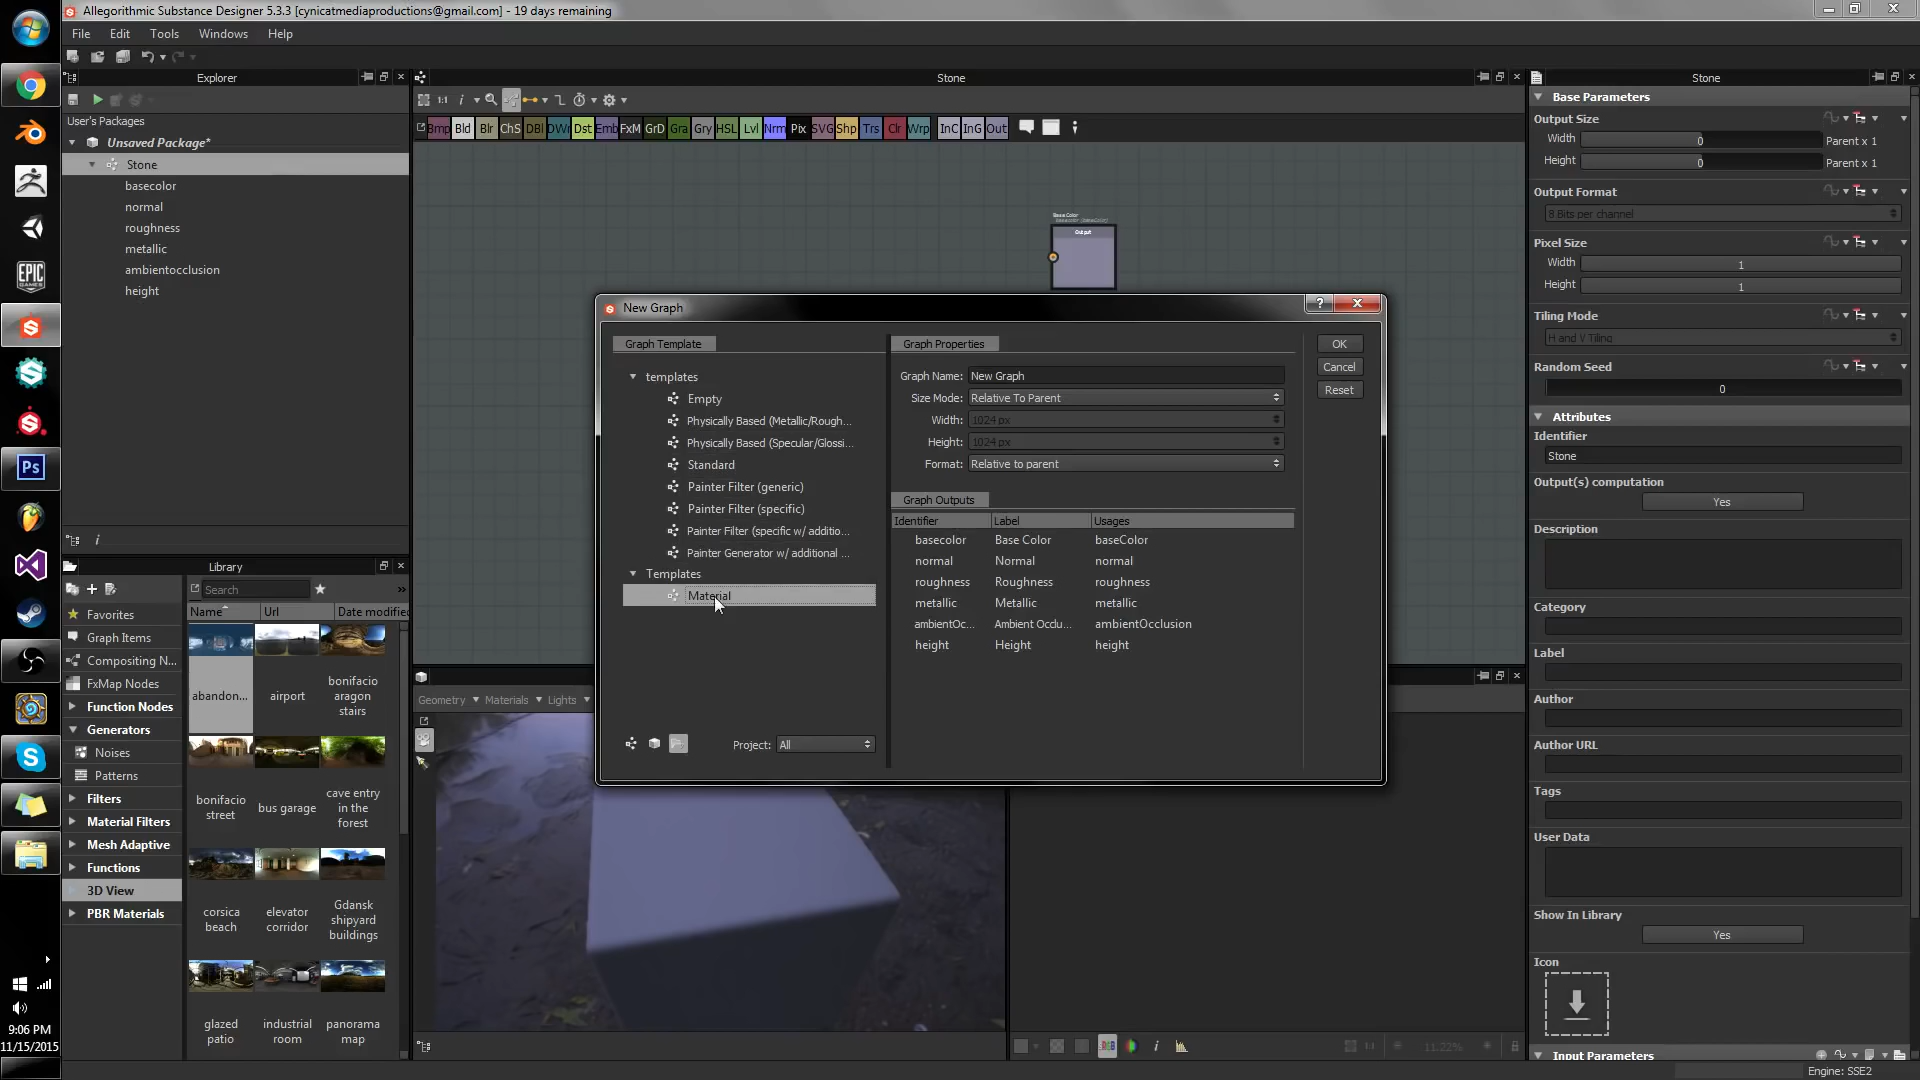 Allegorithmic Substance Designer 5.3.3 [cynicatmediaproductions@gmail.com] - 19 days remaining
File Edit Tools Windows Help
Explorer
User's Packages
Unsaved Package*
Stone
basecolor
normal
roughness
metallic
ambientocclusion
height
Library
Search
Name Url Date modified
Favorites
Graph Items
Compositing N...
FxMap Nodes
Function Nodes
Generators
Noises
Patterns
Filters
Material Filters
Mesh Adaptive
Functions
3D View
PBR Materials
abandon... airport bonifacio aragon stairs
bonifacio street bus garage cave entry in the forest
corsica beach elevator corridor Gdansk shipyard buildings
glazed patio industrial room panorama map
Stone
1:1
Bmp Bld Blr ChS DBl DWr Dst Emb FxM GrD Gra Gry HSL Lvl Nrm Pix SVG Shp Trs Clr Wrp InC InG Out
Base Color
Output
New Graph
Graph Template
templates
Empty
Physically Based (Metallic/Rough...
Physically Based (Specular/Glossi...
Standard
Painter Filter (generic)
Painter Filter (specific)
Painter Filter (specific w/ additio...
Painter Generator w/ additional ...
Templates
Material
Project: All
Graph Properties
Graph Name: New Graph
Size Mode: Relative To Parent
Width: 1024 px
Height: 1024 px
Format: Relative to parent
Graph Outputs
Identifier Label Usages
basecolor Base Color baseColor
normal Normal normal
roughness Roughness roughness
metallic Metallic metallic
ambientOc... Ambient Occlu... ambientOcclusion
height Height height
OK
Cancel
Reset
Geometry Materials Lights
RGB
11.22%
Stone
Base Parameters
Output Size
Width 0 Parent x 1
Height 0 Parent x 1
Output Format
8 Bits per channel
Pixel Size
Width 1
Height 1
Tiling Mode
H and V Tiling
Random Seed
0
Attributes
Identifier
Stone
Output(s) computation
Yes
Description
Category
Label
Author
Author URL
Tags
User Data
Show In Library
Yes
Icon
Input Parameters
Engine: SSE2
EPIC
GAMES
Ps
9:06 PM
11/15/2015